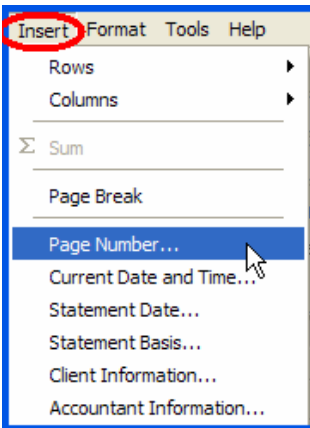 Insert Format Tools Help
Rows
Columns
Σ Sum
Page Break
Page Number...
Current Date and Time...
Statement Date...
Statement Basis...
Client Information...
Accountant Information...